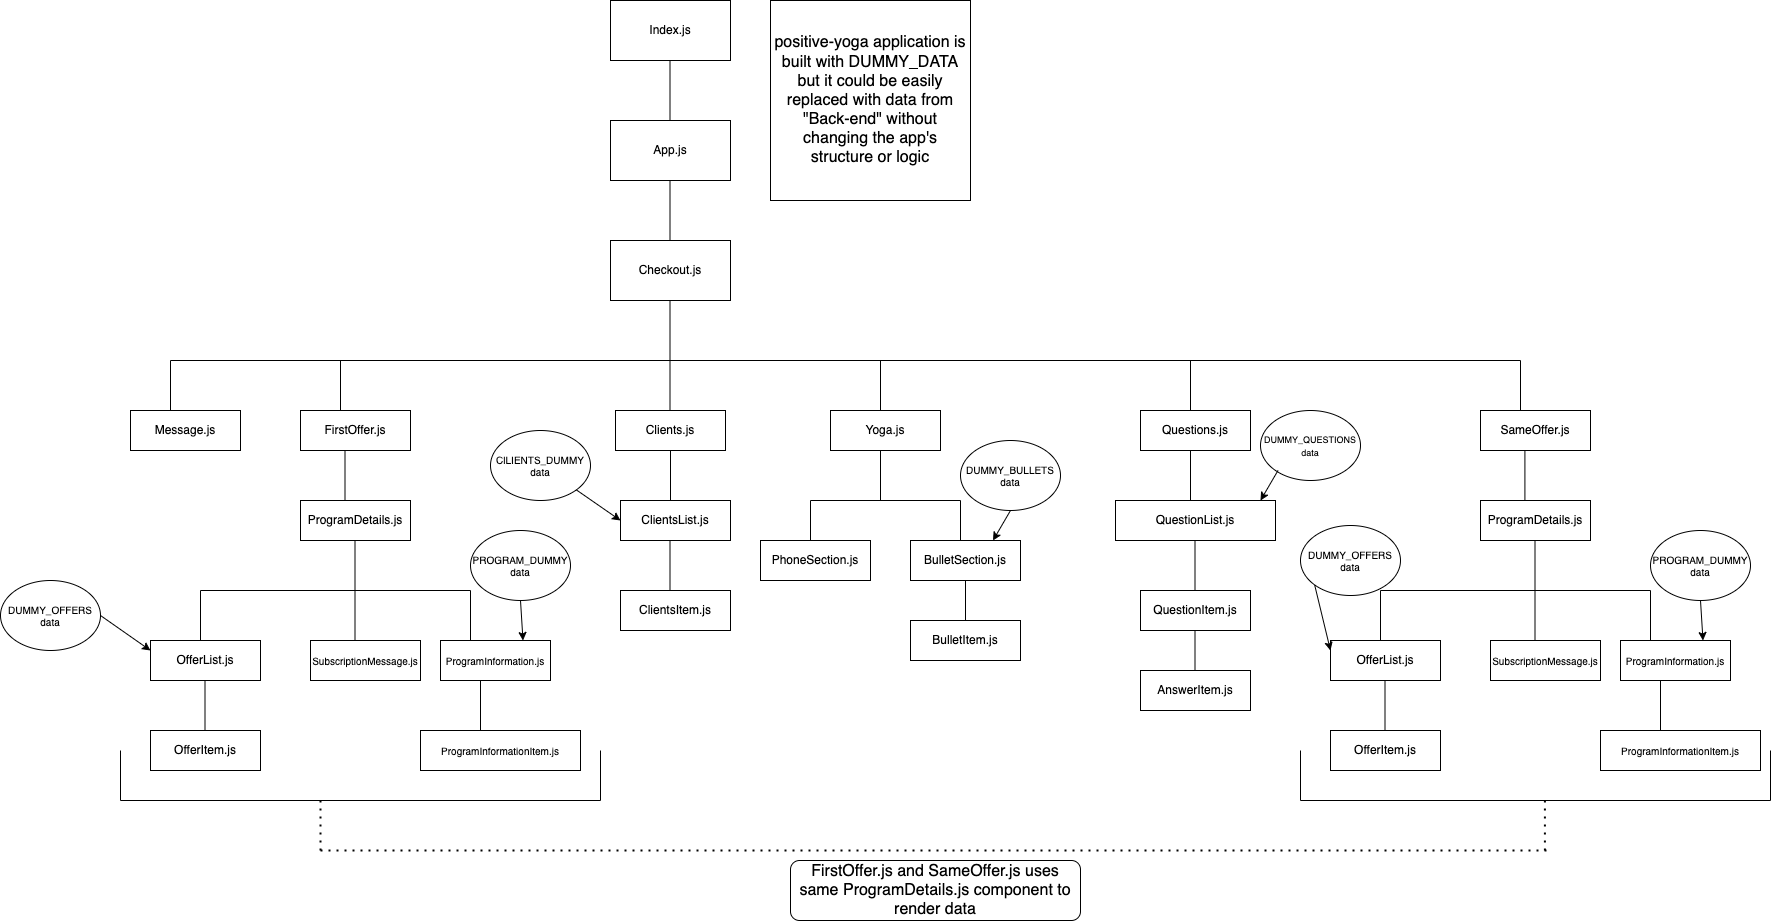 Index.js
positive-yoga application is
built with DUMMY_DATA
but it could be easily
replaced with data from
"Back-end" without
changing the app's
structure or logic
App.js
Checkout.js
Message.js
FirstOffer.js
Clients.js
Yoga.js
Questions.js
DUMMY_QUESTIONS
data
SameOffer.js
CILIENTS_DUMMY
data
DUMMY_BULLETS
data
ProgramDetails.js
ClientsList.js
QuestionList.js
ProgramDetails.js
PROGRAM_DUMMY
data
PhoneSection.js
BulletSection.js
DUMMY_OFFERS
data
PROGRAM_DUMMY
data
DUMMY_OFFERS
data
ClientsItem.js
QuestionItem.js
OfferList.js
SubscriptionMessage.js
ProgramInformation.js
BulletItem.js
OfferList.js
SubscriptionMessage.js
ProgramInformation.js
AnswerItem.js
OfferItem.js
ProgramInformationItem.js
OfferItem.js
ProgramInformationItem.js
FirstOffer.js and SameOffer.js uses
same ProgramDetails.js component to
render data